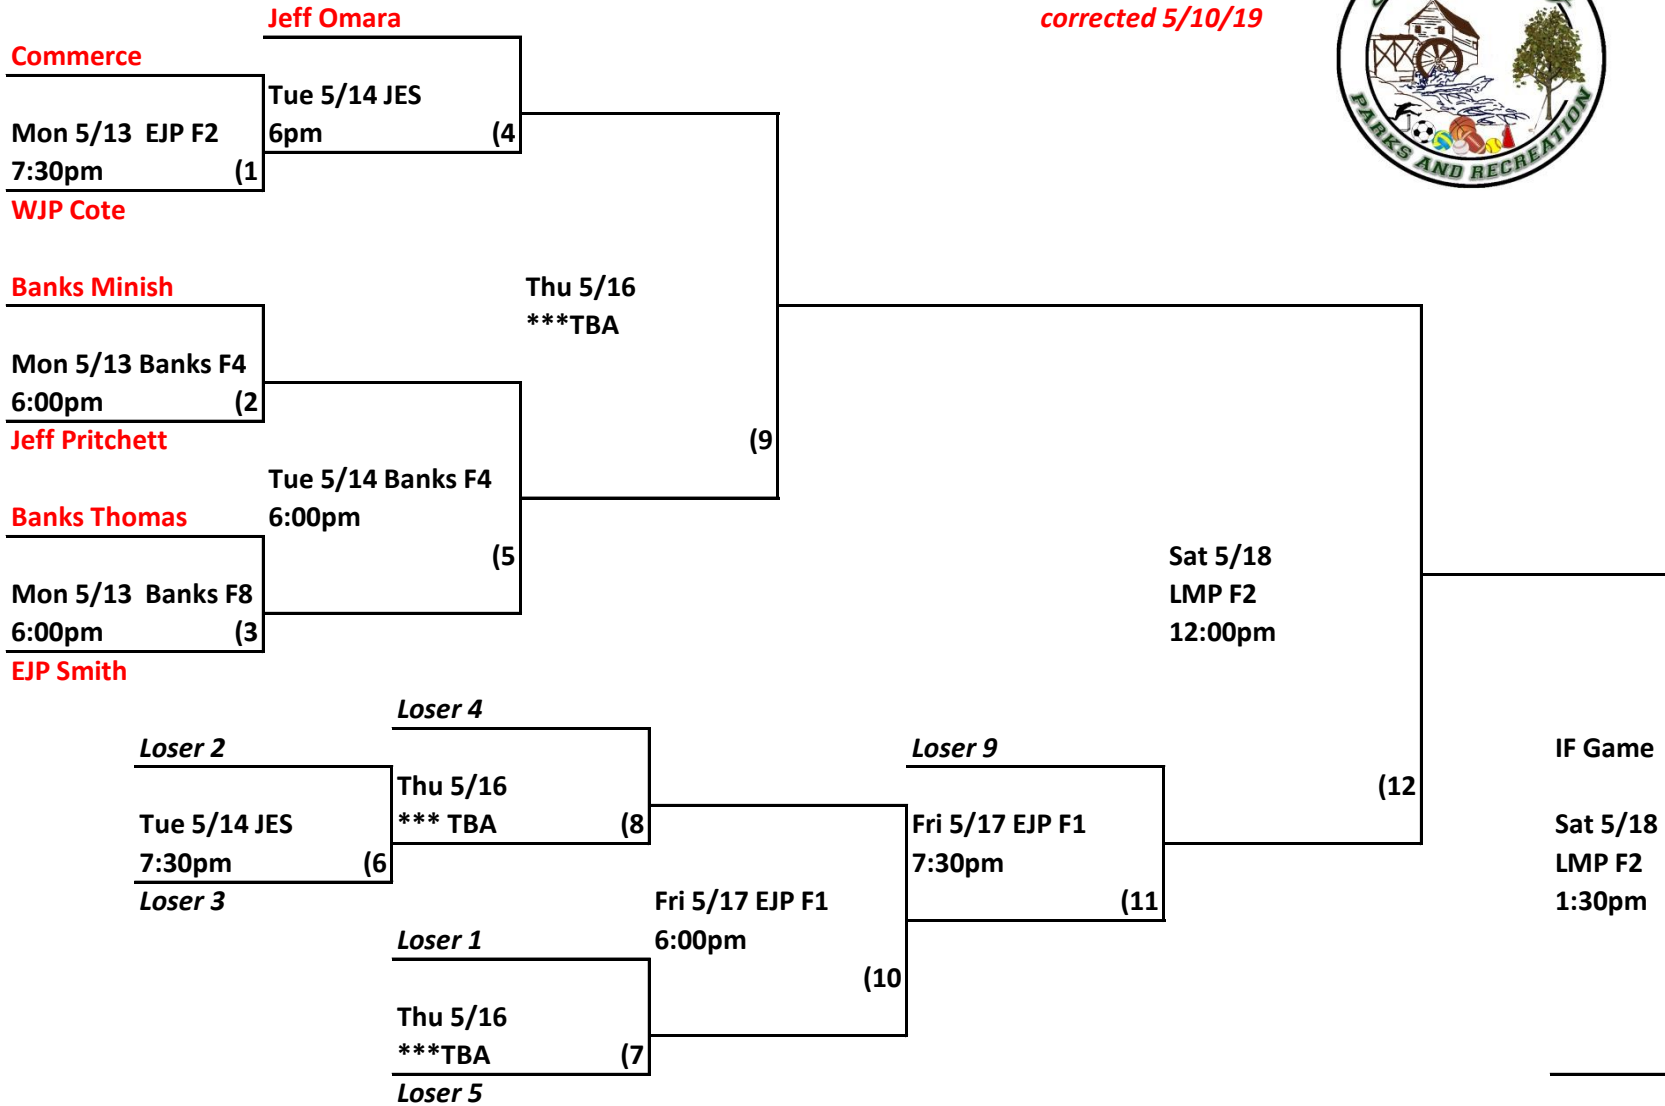 Jeff Omara
corrected 5/10/19
Commerce
Tue 5/14 JES
6pm (4
Mon 5/13 EJP F2
7:30pm (1
WJP Cote
PARKS AND RECREATION
Banks Minish
Thu 5/16
***TBA
Mon 5/13 Banks F4
6:00pm (2
Jeff Pritchett
(9
Tue 5/14 Banks F4
6:00pm
(5
Banks Thomas
Mon 5/13 Banks F8
6:00pm (3
EJP Smith
Sat 5/18
LMP F2
12:00pm
(12
Loser 4
Loser 2
Thu 5/16
*** TBA (8
Tue 5/14 JES
7:30pm (6
Loser 3
Loser 9
Fri 5/17 EJP F1
7:30pm
(11
IF Game
Sat 5/18
LMP F2
1:30pm
Fri 5/17 EJP F1
6:00pm
(10
Loser 1
Thu 5/16
***TBA (7
Loser 5